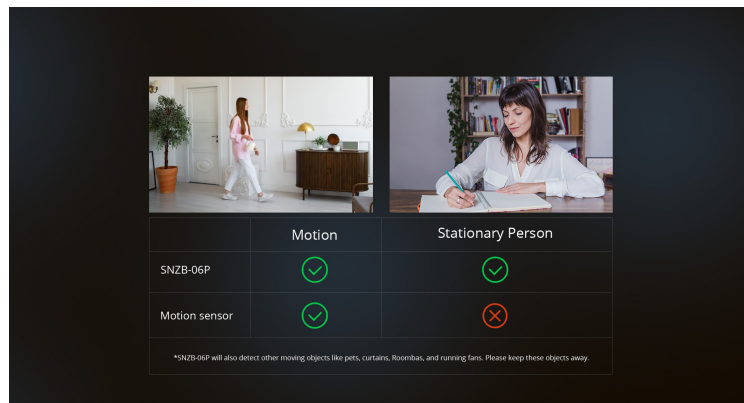 Motion
Stationary Person
SNZB-06P
Motion sensor
*SNZB-06P will also detect other moving objects like pets, curtains, Roombas, and running fans. Please keep these objects away.